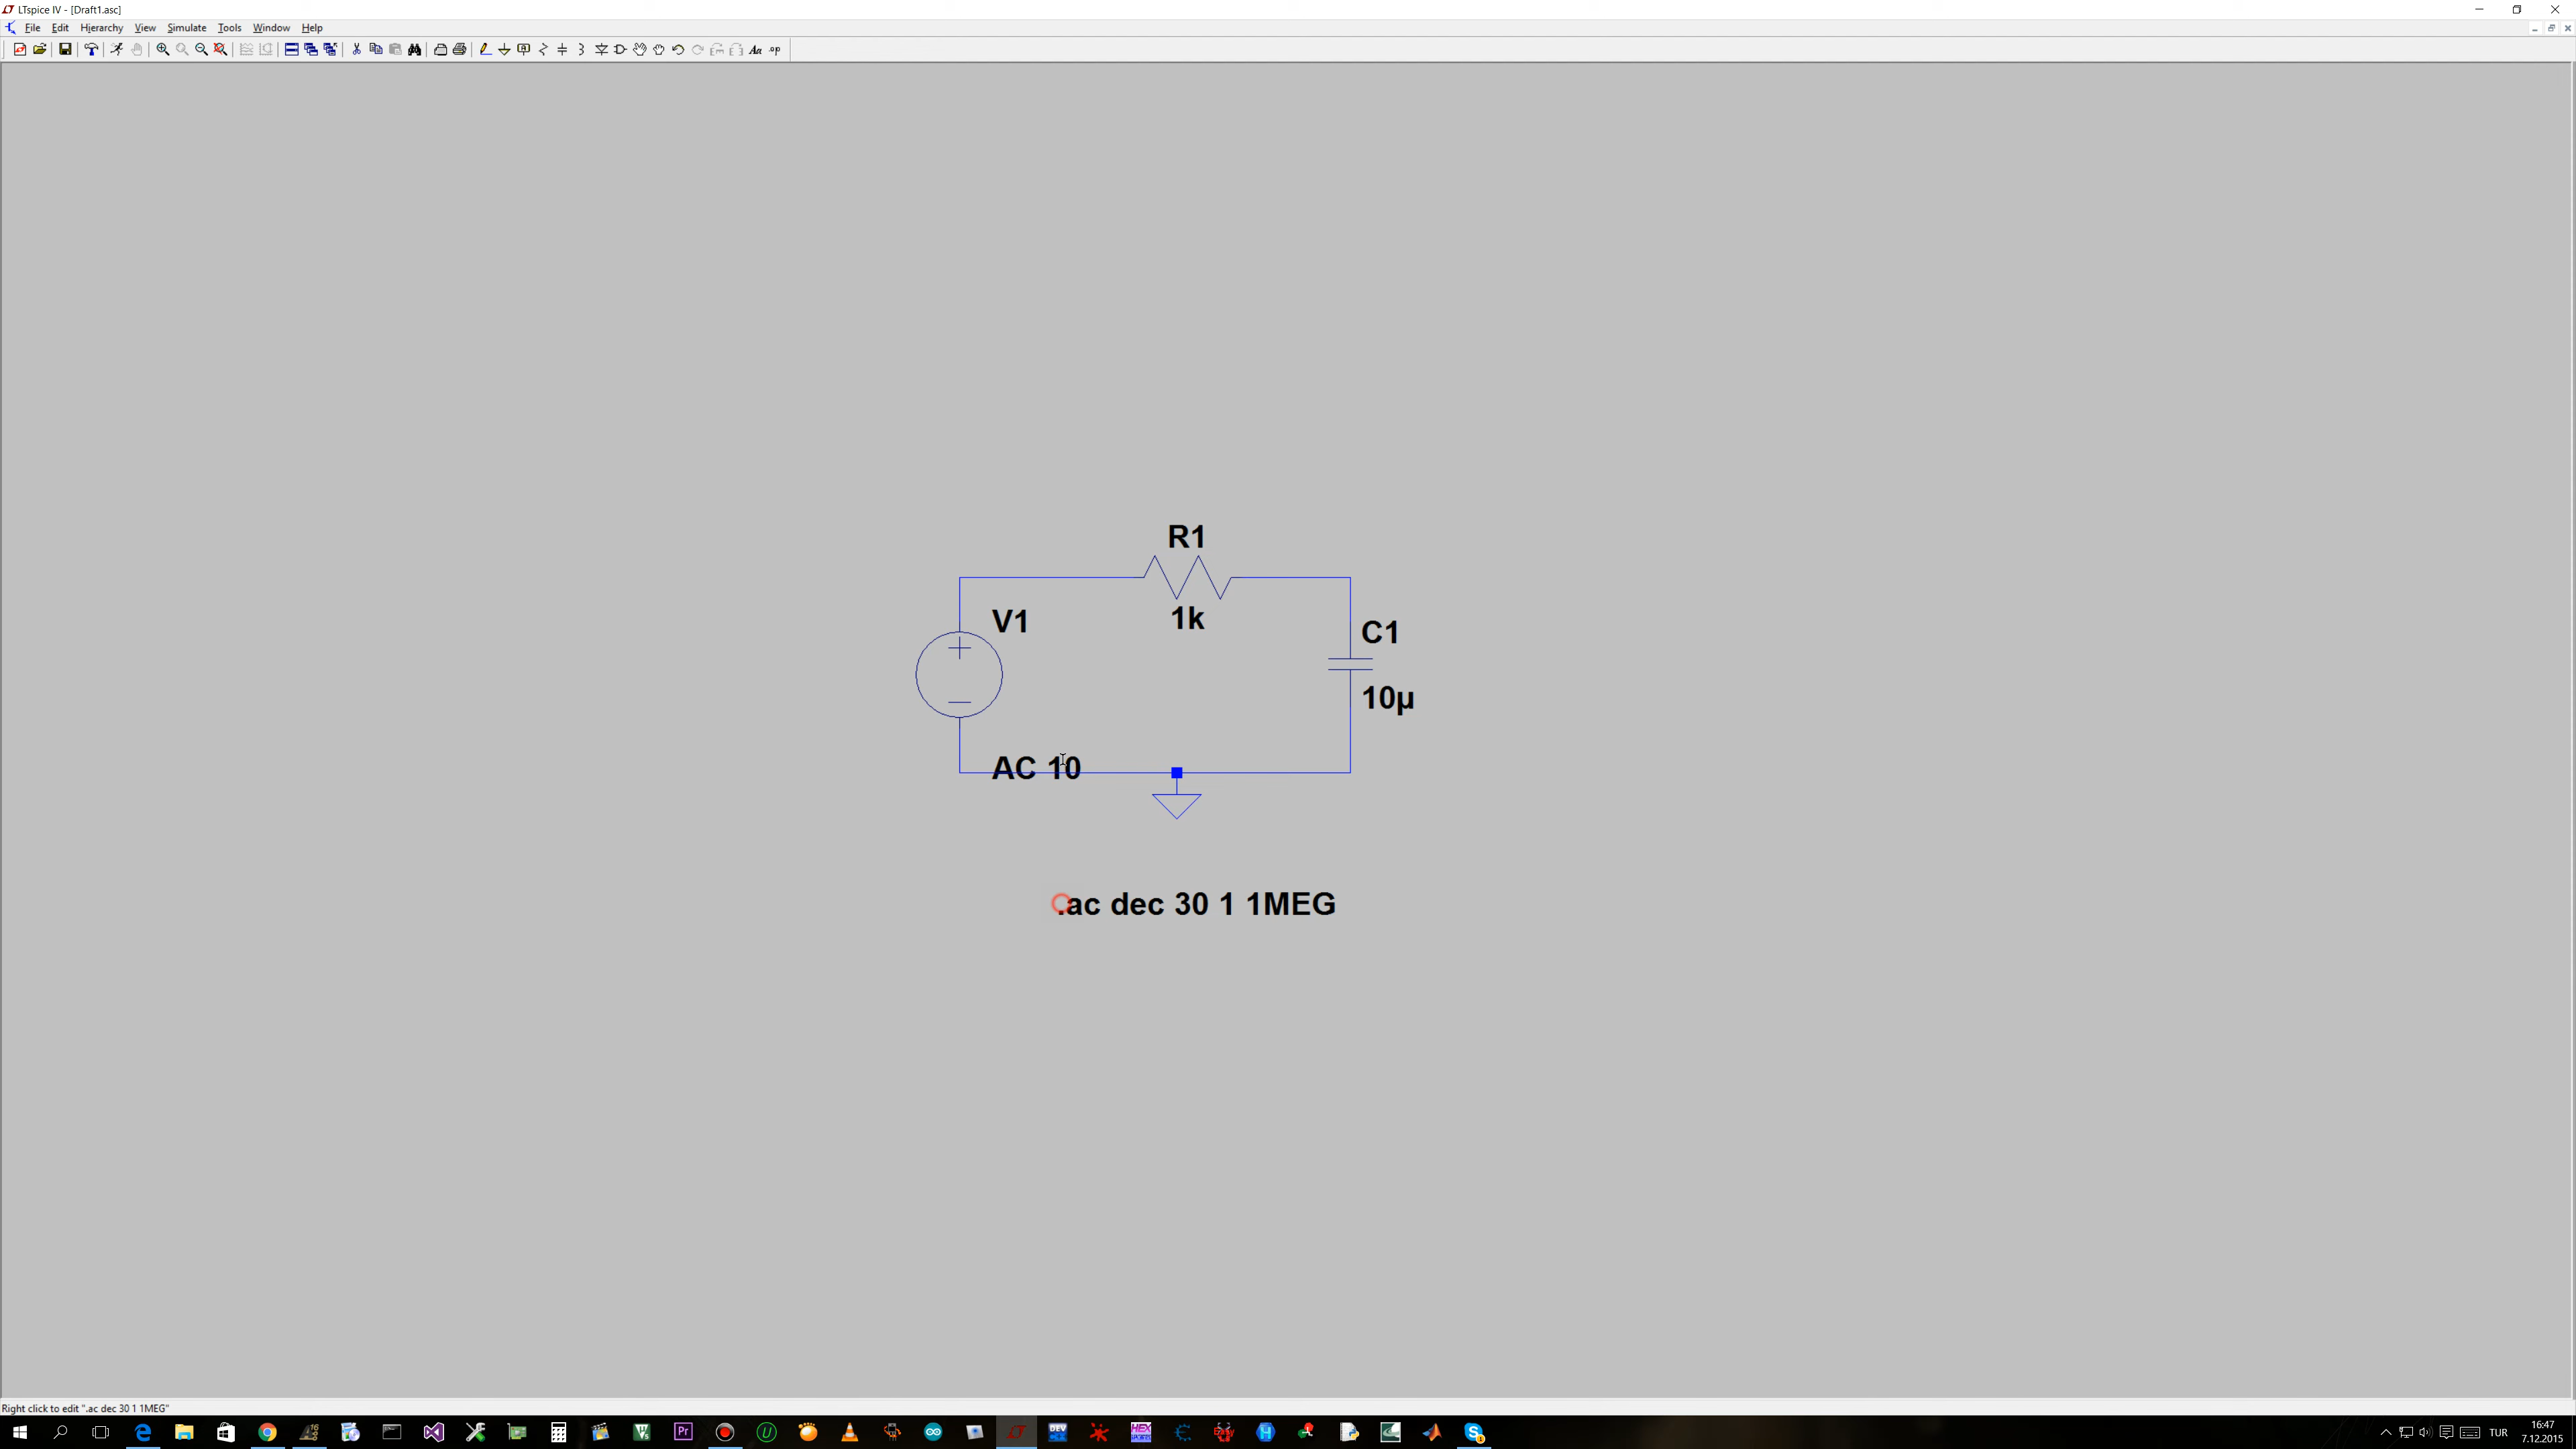 LTspice IV - [Draft1.asc]
File Edit Hierarchy View Simulate Tools Window Help
Aa .op
R1
V1
1k
C1
10µ
AC 10
.ac dec 30 1 1MEG
Right click to edit ".ac dec 30 1 1MEG"
16:47
TUR
7.12.2015